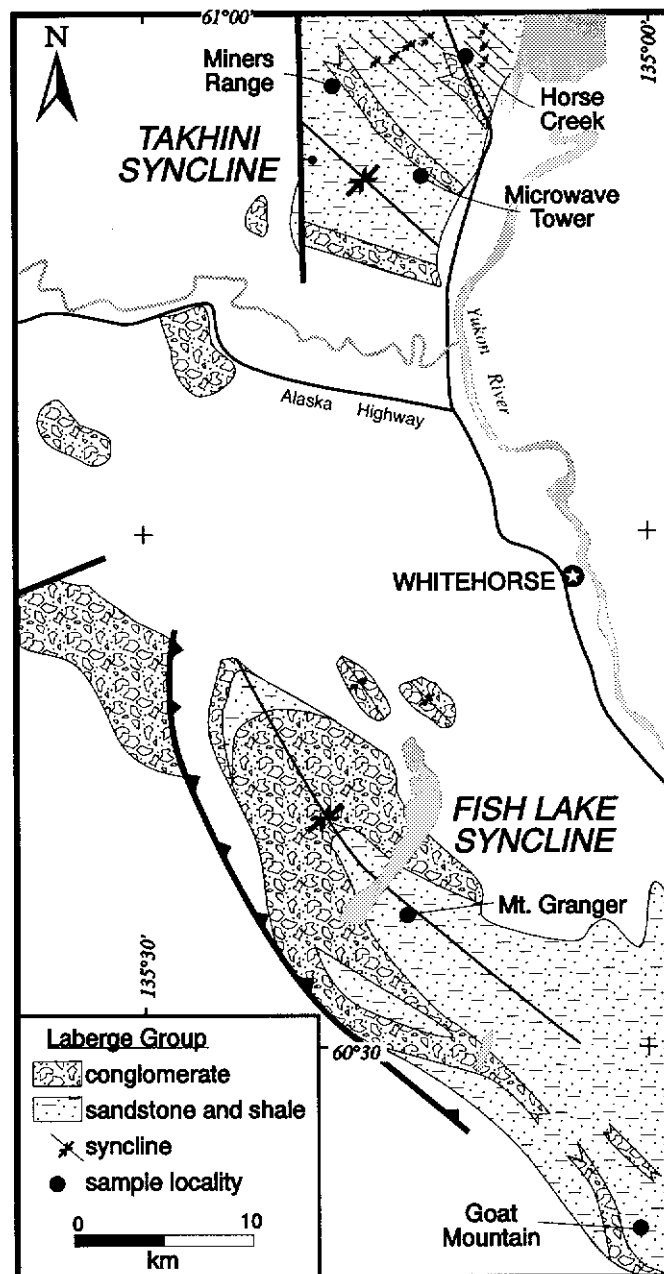 61°00'
135°00'
N
Miners
Range
Horse
Creek
TAKHINI
SYNCLINE
Microwave
Tower
Yukon
River
Alaska Highway
WHITEHORSE
FISH LAKE
SYNCLINE
Mt. Granger
135°30'
60°30
Laberge Group
conglomerate
sandstone and shale
syncline
sample locality
0 10
km
Goat
Mountain